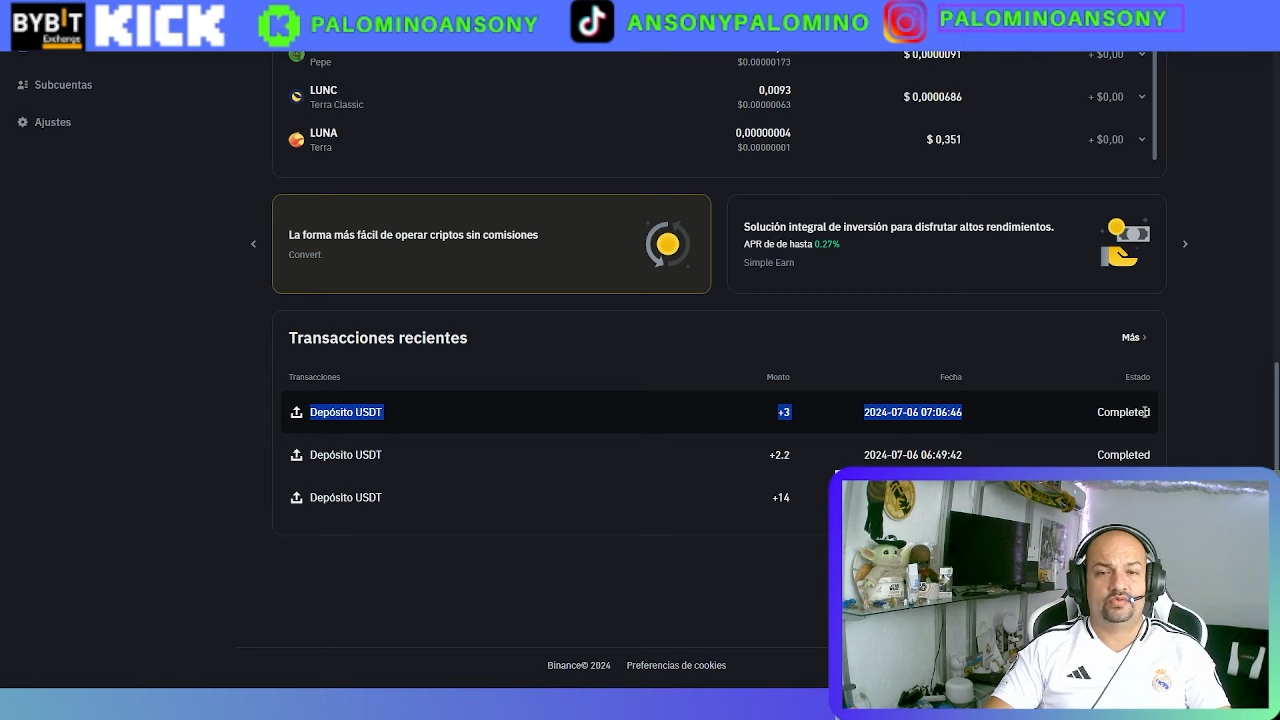 BYBIT Exchange KICK PALOMINOANSONY ANSONYPALOMINO PALOMINOANSONY
Subcuentas
Ajustes
Pepe $0.00000173 $ 0,0000091 + $0,00
LUNC 0,0093 $ 0,0000686 + $0,00
Terra Classic $0.00000063
LUNA 0,00000004 $ 0,351 + $0,00
Terra $0.00000001
La forma más fácil de operar criptos sin comisiones
Convert
Solución integral de inversión para disfrutar altos rendimientos.
APR de de hasta 0.27%
Simple Earn
Transacciones recientes Más
Transacciones Monto Fecha Estado
Depósito USDT +3 2024-07-06 07:06:46 Completed
Depósito USDT +2.2 2024-07-06 06:49:42 Completed
Depósito USDT +14
Binance© 2024 Preferencias de cookies